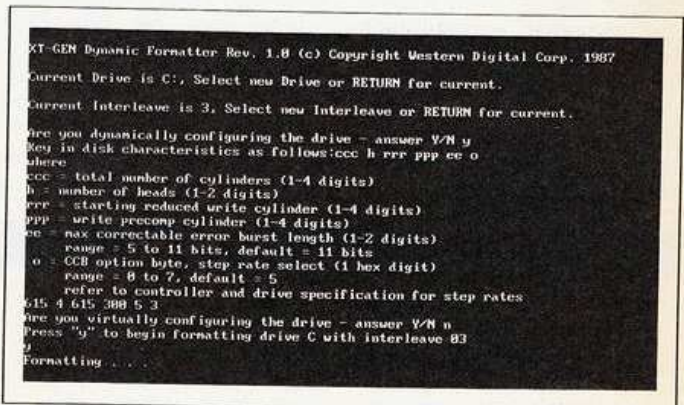 XT-GEN Dynamic Formatter Rev. 1.0 (c) Copyright Western Digital Corp. 1987
Current Drive is C:, Select new Drive or RETURN for current.
Current Interleave is 3, Select new Interleave or RETURN for current.
Are you dynamically configuring the drive - answer Y/N y
Key in disk characteristics as follows:ccc h rrr ppp ee o
where
ccc = total number of cylinders (1-4 digits)
h = number of heads (1-2 digits)
rrr = starting reduced write cylinder (1-4 digits)
ppp = write precomp cylinder (1-4 digits)
ee = max correctable error burst length (1-2 digits)
range = 5 to 11 bits, default = 11 bits
o = CCB option byte, step rate select (1 hex digit)
range = 0 to 7, default = 5
refer to controller and drive specification for step rates
615 4 615 300 5 3
Are you virtually configuring the drive - answer Y/N n
Press "y" to begin formatting drive C with interleave 03
y
Formatting . . .